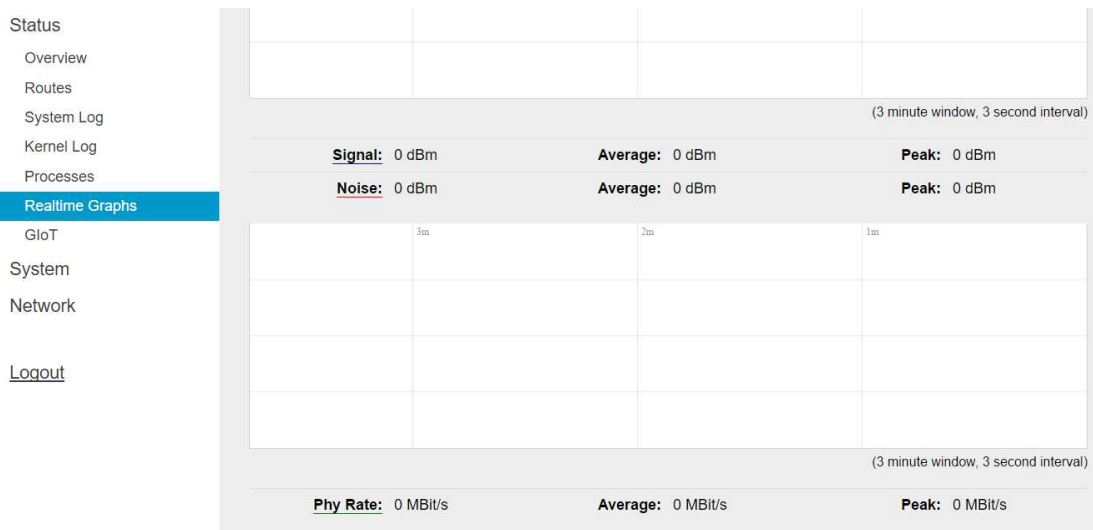 Status
Overview
Routes
System Log
Kernel Log
Processes
Realtime Graphs
GIoT
System
Network
Logout
(3 minute window, 3 second interval)
Signal: 0 dBm Average: 0 dBm Peak: 0 dBm
Noise: 0 dBm Average: 0 dBm Peak: 0 dBm
3m 2m 1m
(3 minute window, 3 second interval)
Phy Rate: 0 MBit/s Average: 0 MBit/s Peak: 0 MBit/s